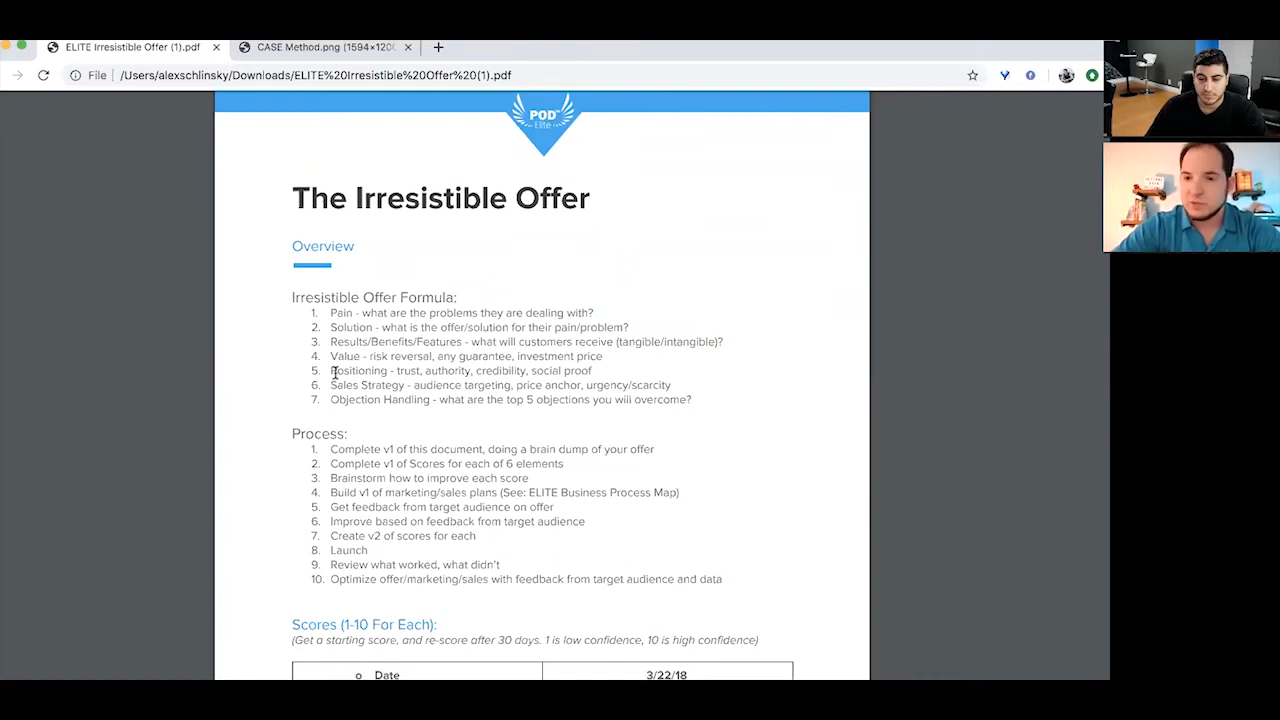 ELITE Irresistible Offer (1).pdf
CASE Method.png (1594×120
File
/Users/alexschlinsky/Downloads/ELITE%20Irresistible%20Offer%20(1).pdf
POD
Elite
The Irresistible Offer
Overview
Irresistible Offer Formula:
1. Pain - what are the problems they are dealing with?
2. Solution - what is the offer/solution for their pain/problem?
3. Results/Benefits/Features - what will customers receive (tangible/intangible)?
4. Value - risk reversal, any guarantee, investment price
5. Positioning - trust, authority, credibility, social proof
6. Sales Strategy - audience targeting, price anchor, urgency/scarcity
7. Objection Handling - what are the top 5 objections you will overcome?
Process:
1. Complete v1 of this document, doing a brain dump of your offer
2. Complete v1 of Scores for each of 6 elements
3. Brainstorm how to improve each score
4. Build v1 of marketing/sales plans (See: ELITE Business Process Map)
5. Get feedback from target audience on offer
6. Improve based on feedback from target audience
7. Create v2 of scores for each
8. Launch
9. Review what worked, what didn't
10. Optimize offer/marketing/sales with feedback from target audience and data
Scores (1-10 For Each):
(Get a starting score, and re-score after 30 days. 1 is low confidence, 10 is high confidence)
o Date 3/22/18